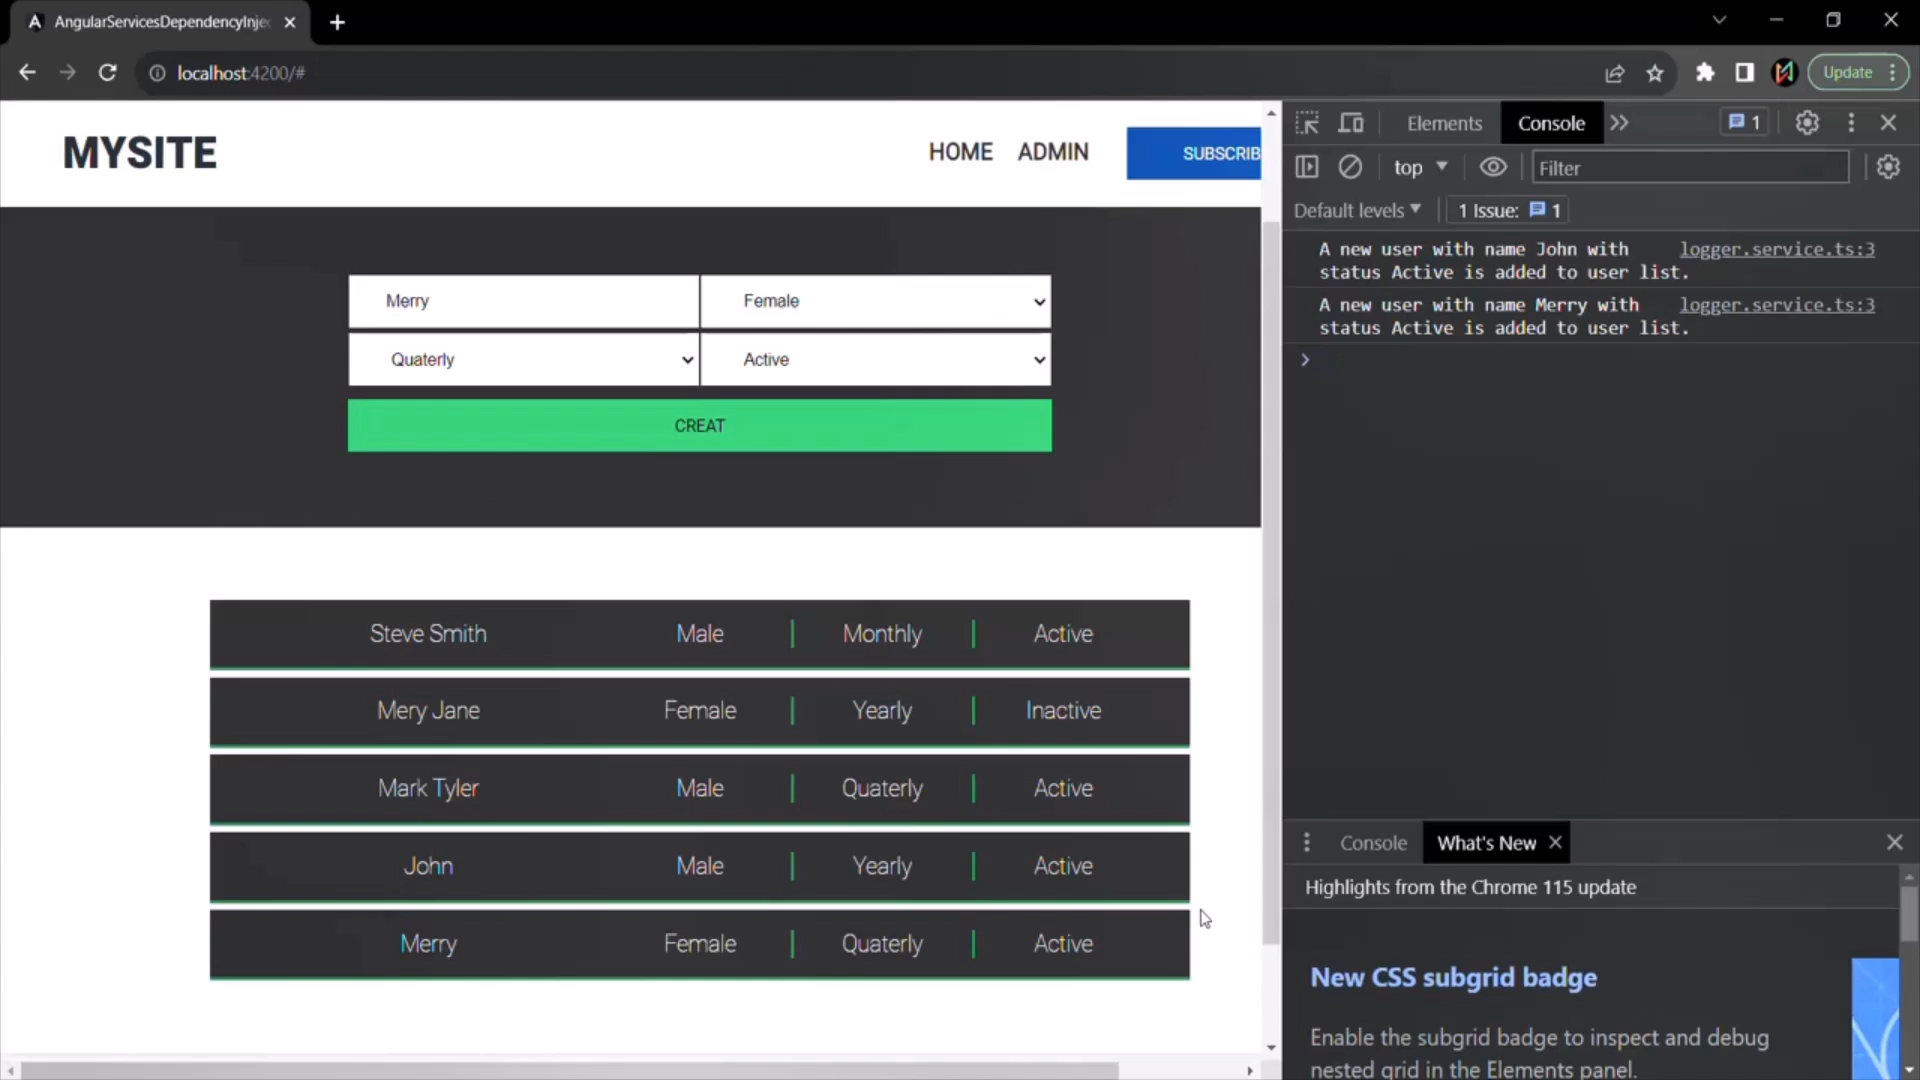 AngularServicesDependencyInje
localhost:4200/#
Update
MYSITE
HOME ADMIN SUBSCRIB
Merry Female
Quaterly Active
CREAT
Steve Smith Male Monthly Active
Mery Jane Female Yearly Inactive
Mark Tyler Male Quaterly Active
John Male Yearly Active
Merry Female Quaterly Active
Elements Console 1
top Filter
Default levels 1 Issue: 1
A new user with name John with logger.service.ts:3
status Active is added to user list.
A new user with name Merry with logger.service.ts:3
status Active is added to user list.
Console What's New
Highlights from the Chrome 115 update
New CSS subgrid badge
Enable the subgrid badge to inspect and debug
nested grid in the Elements panel.